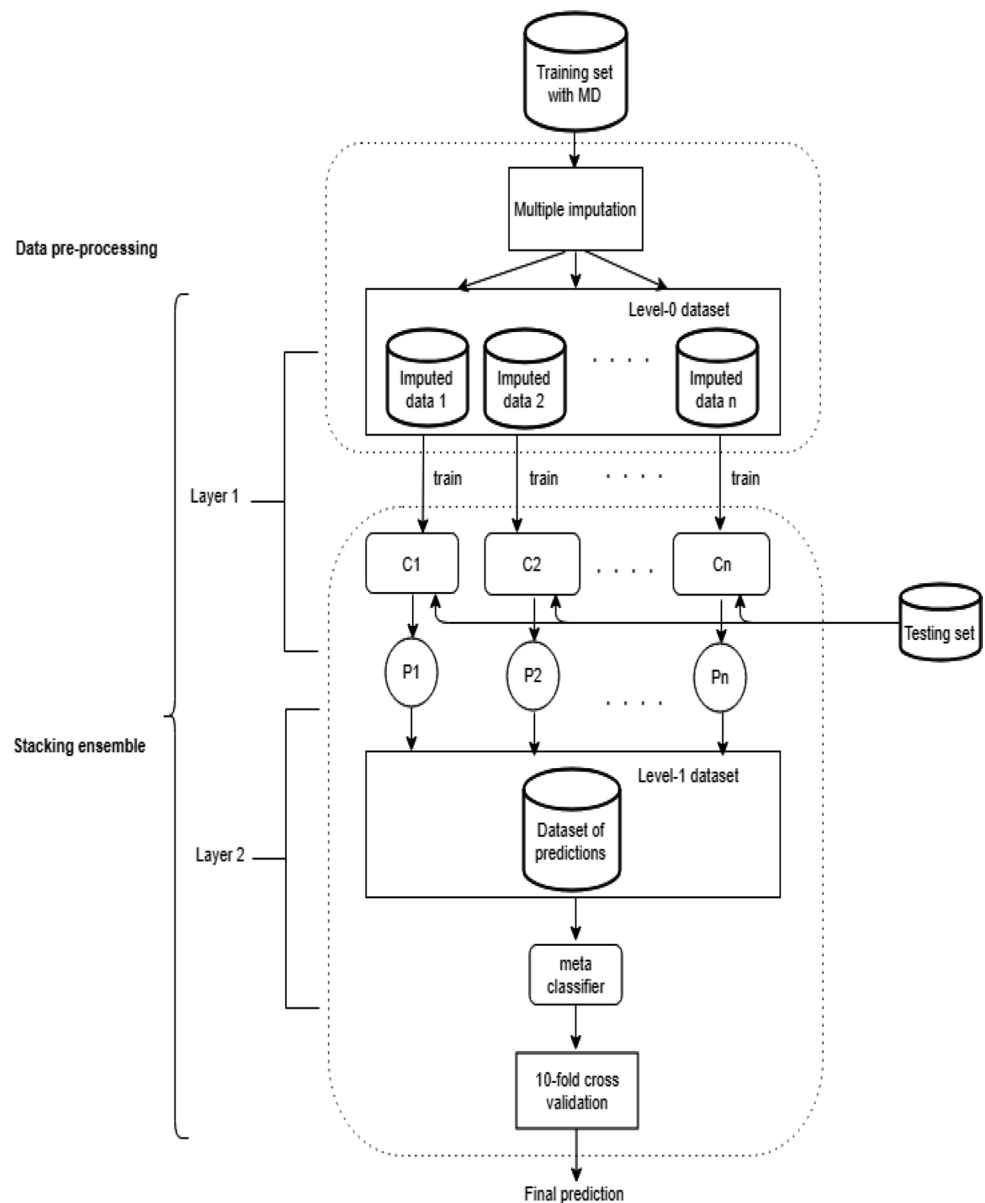 Training set
with MD
Multiple imputation
Data pre-processing
Level-0 dataset
Imputed
data 1
Imputed
data 2
. . . .
Imputed
data n
train
train
. . . .
train
Layer 1
C1
C2
. . . .
Cn
Testing set
P1
P2
Pn
. . . .
Stacking ensemble
Level-1 dataset
Dataset of
predictions
Layer 2
meta
classifier
10-fold cross
validation
Final prediction